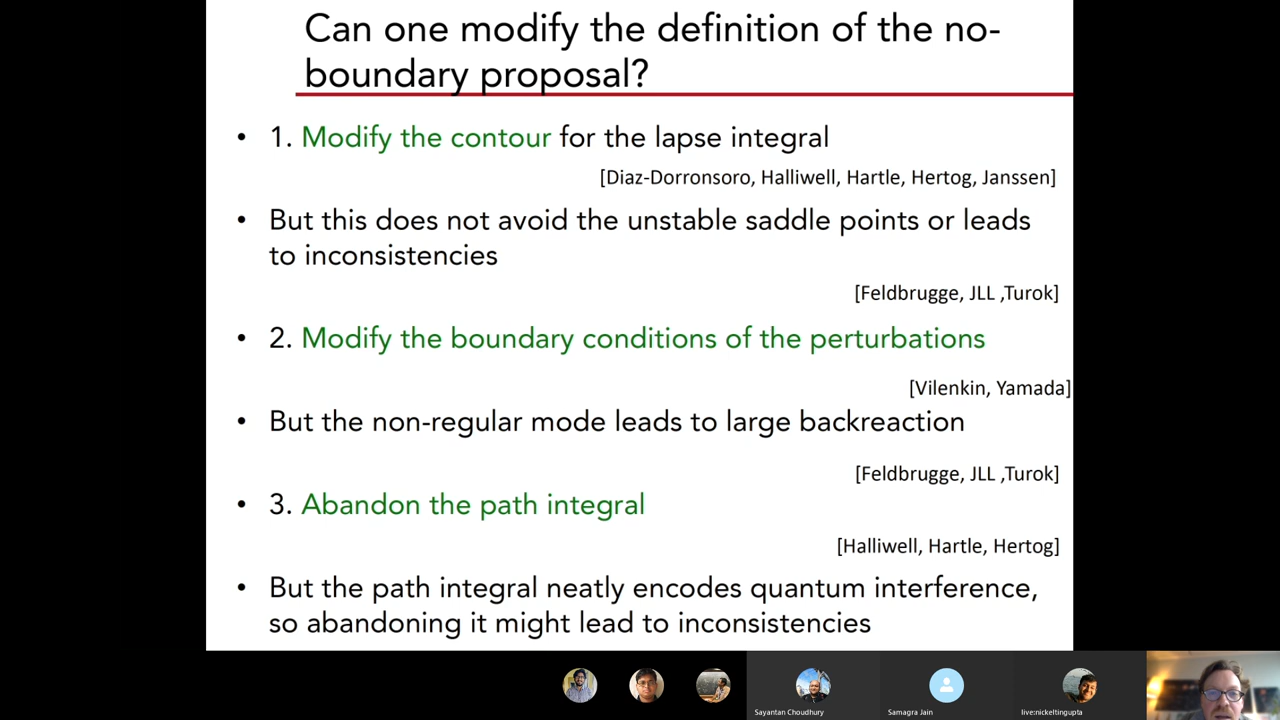 Can one modify the definition of the no-
boundary proposal?
• 1. Modify the contour for the lapse integral
[Diaz-Dorronsoro, Halliwell, Hartle, Hertog, Janssen]
• But this does not avoid the unstable saddle points or leads
to inconsistencies
[Feldbrugge, JLL ,Turok]
• 2. Modify the boundary conditions of the perturbations
[Vilenkin, Yamada]
• But the non-regular mode leads to large backreaction
[Feldbrugge, JLL ,Turok]
• 3. Abandon the path integral
[Halliwell, Hartle, Hertog]
• But the path integral neatly encodes quantum interference,
so abandoning it might lead to inconsistencies
Sayantan Choudhury
Samagra Jain
live:nickeltingupta